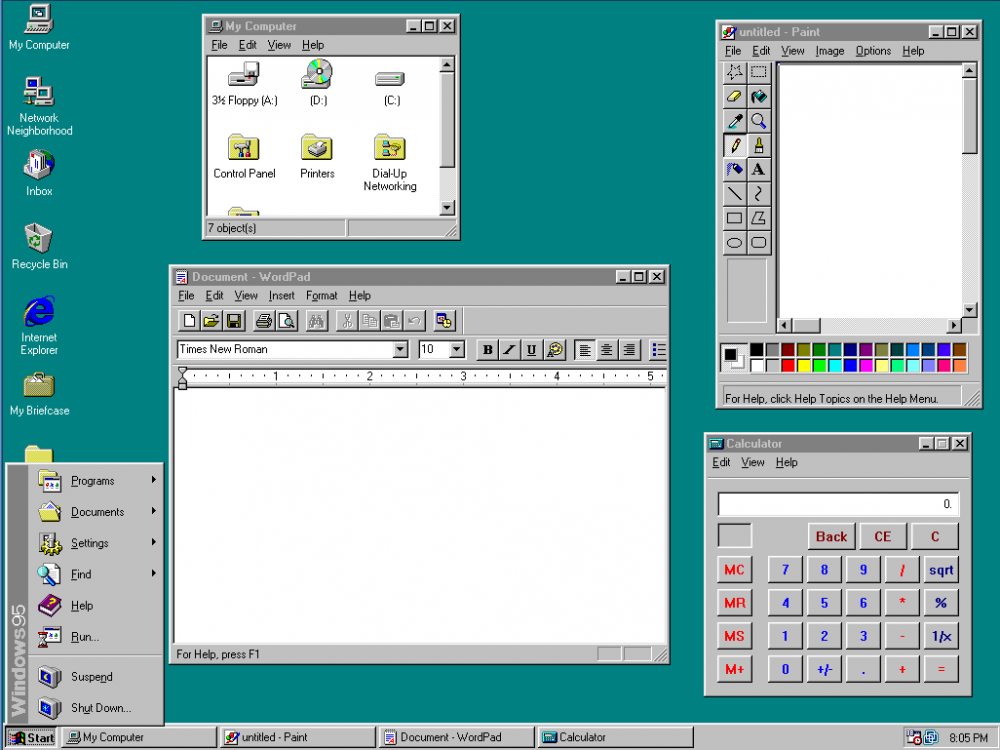 My Computer
Network
Neighborhood
Inbox
Recycle Bin
Internet
Explorer
My Briefcase
My Computer
File Edit View Help
3½ Floppy (A:) (D:) (C:)
Control Panel Printers Dial-Up
Networking
7 object(s)
untitled - Paint
File Edit View Image Options Help
A
For Help, click Help Topics on the Help Menu.
Document - WordPad
File Edit View Insert Format Help
Times New Roman 10 B I U
1 2 3 4 5
For Help, press F1
Calculator
Edit View Help
0.
Back CE C
MC 7 8 9 / sqrt
MR 4 5 6 * %
MS 1 2 3 - 1/x
M+ 0 +/- . + =
Windows95
Programs
Documents
Settings
Find
Help
Run...
Suspend
Shut Down...
Start My Computer untitled - Paint Document - WordPad Calculator 8:05 PM